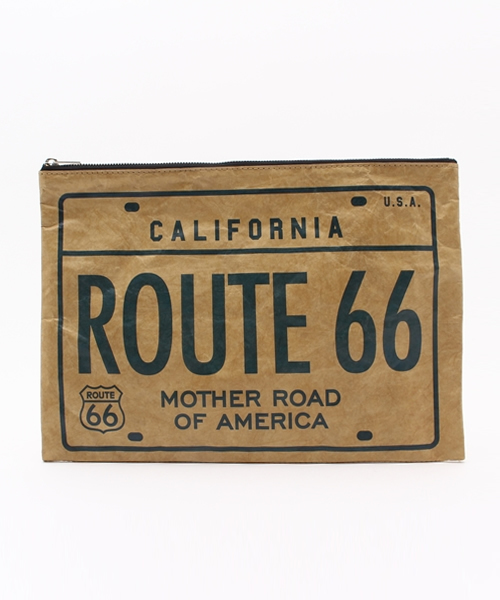 U.S.A.
CALIFORNIA
ROUTE 66
ROUTE
66
MOTHER ROAD
OF AMERICA